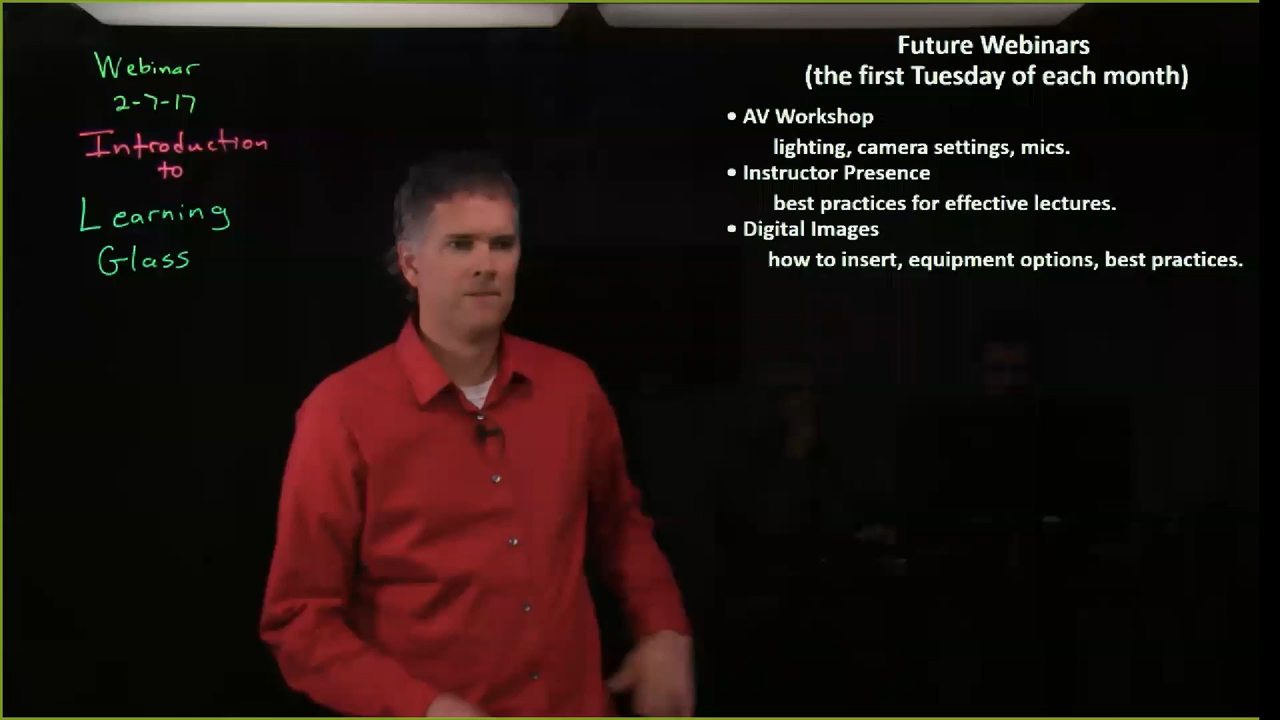 Webinar
2-7-17
Introduction
to
Learning
Glass
Future Webinars
(the first Tuesday of each month)
• AV Workshop
lighting, camera settings, mics.
• Instructor Presence
best practices for effective lectures.
• Digital Images
how to insert, equipment options, best practices.